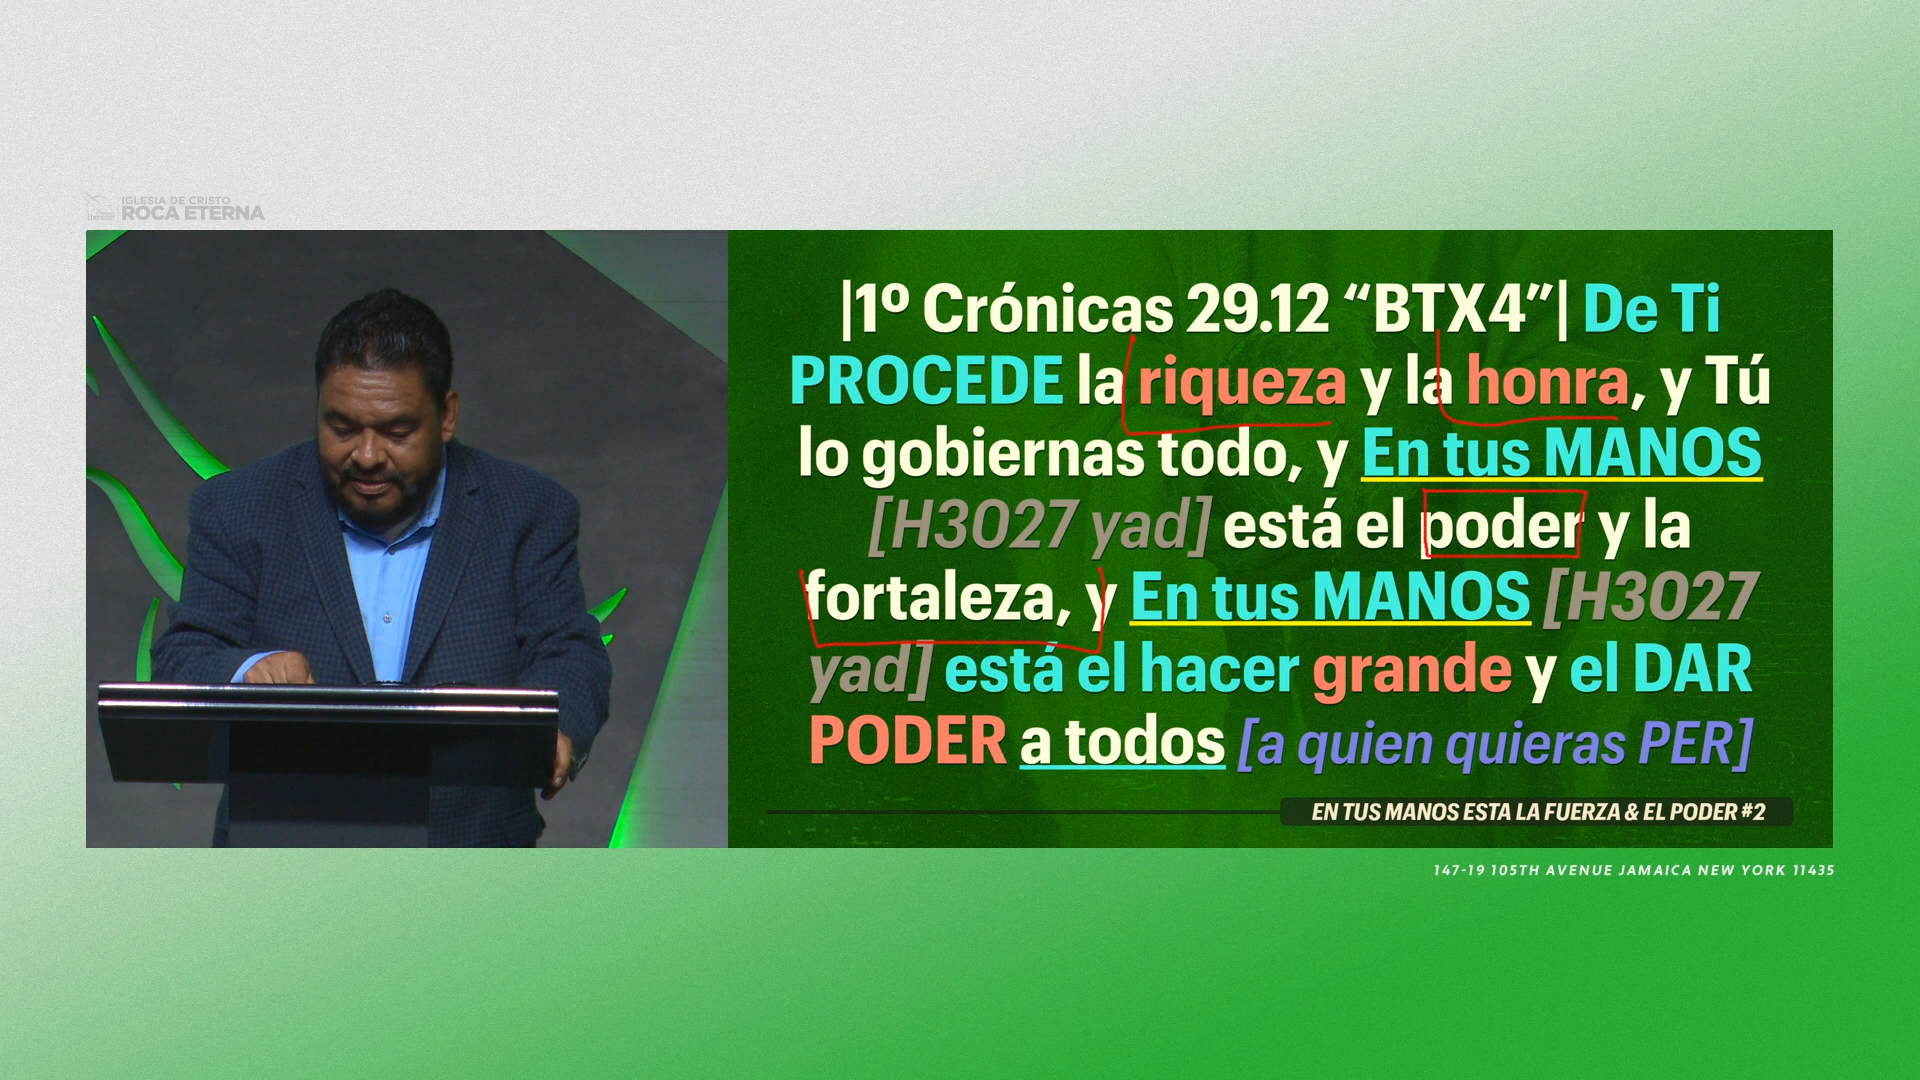 IGLESIA DE CRISTO
ROCA ETERNA
|1º Crónicas 29.12 “BTX4”| De Ti
PROCEDE la riqueza y la honra, y Tú
lo gobiernas todo, y En tus MANOS
[H3027 yad] está el poder y la
fortaleza, y En tus MANOS [H3027
yad] está el hacer grande y el DAR
PODER a todos [a quien quieras PER]
EN TUS MANOS ESTA LA FUERZA & EL PODER #2
147-19 105TH AVENUE JAMAICA NEW YORK 11435